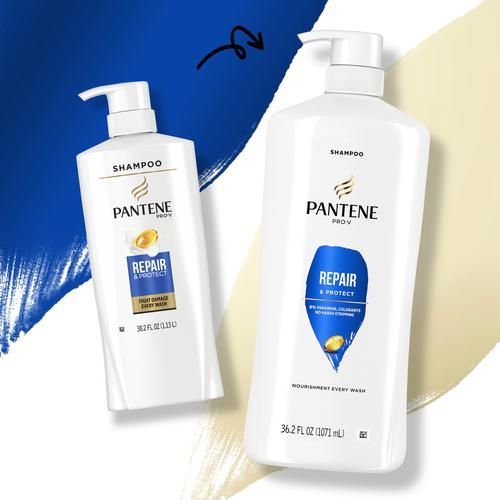 SHAMPOO
PANTENE
PRO-V
REPAIR
& PROTECT
FIGHT DAMAGE
EVERY WASH
38.2 FL OZ (1.13 L)
SHAMPOO
PANTENE
PRO-V
REPAIR
& PROTECT
0% PARABENS, COLORANTS
NO HARSH STRIPPING
NOURISHMENT EVERY WASH
36.2 FL OZ (1071 mL)